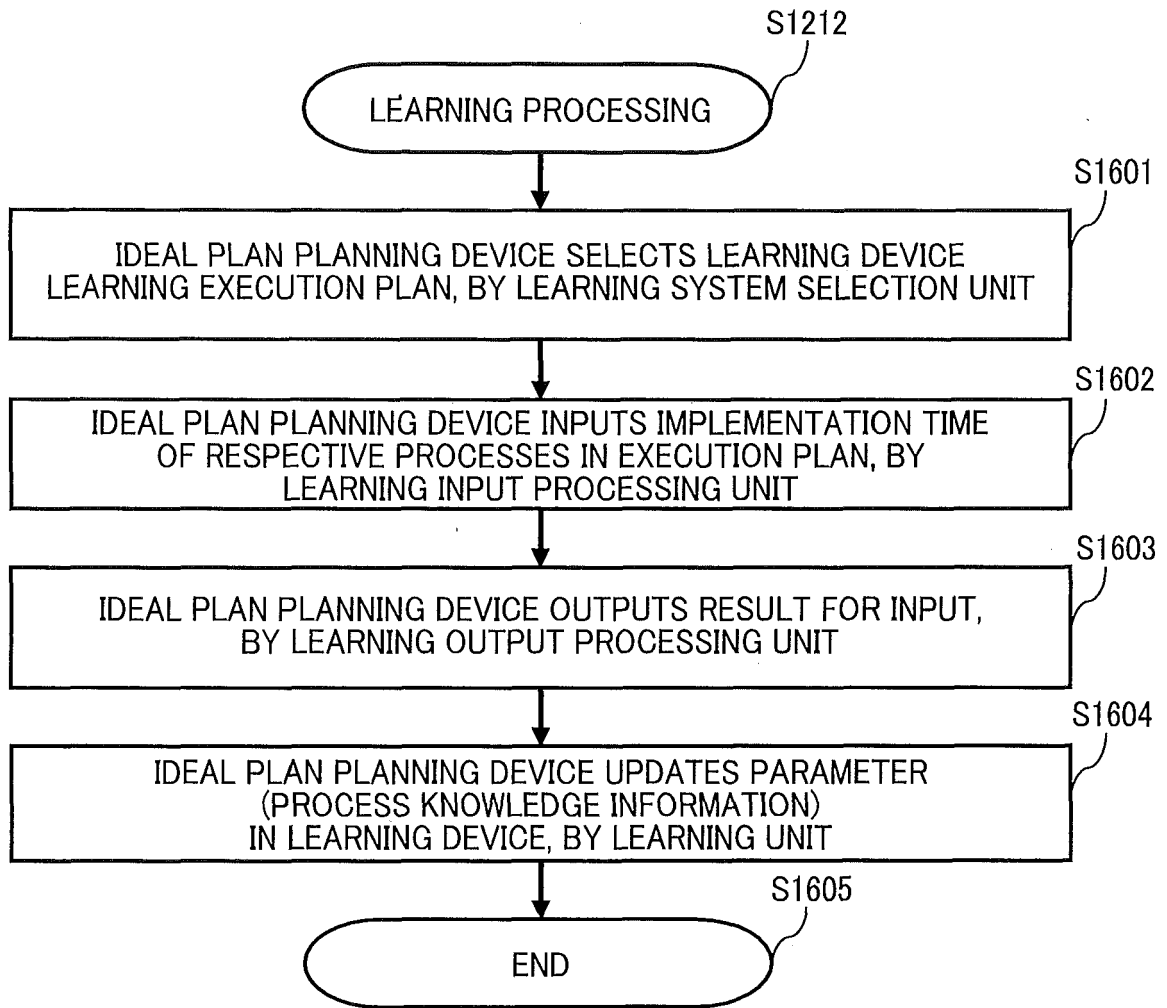 S1212
LEARNING PROCESSING
S1601
IDEAL PLAN PLANNING DEVICE SELECTS LEARNING DEVICE
LEARNING EXECUTION PLAN, BY LEARNING SYSTEM SELECTION UNIT
S1602
IDEAL PLAN PLANNING DEVICE INPUTS IMPLEMENTATION TIME
OF RESPECTIVE PROCESSES IN EXECUTION PLAN, BY
LEARNING INPUT PROCESSING UNIT
S1603
IDEAL PLAN PLANNING DEVICE OUTPUTS RESULT FOR INPUT,
BY LEARNING OUTPUT PROCESSING UNIT
S1604
IDEAL PLAN PLANNING DEVICE UPDATES PARAMETER
(PROCESS KNOWLEDGE INFORMATION)
IN LEARNING DEVICE, BY LEARNING UNIT
S1605
END